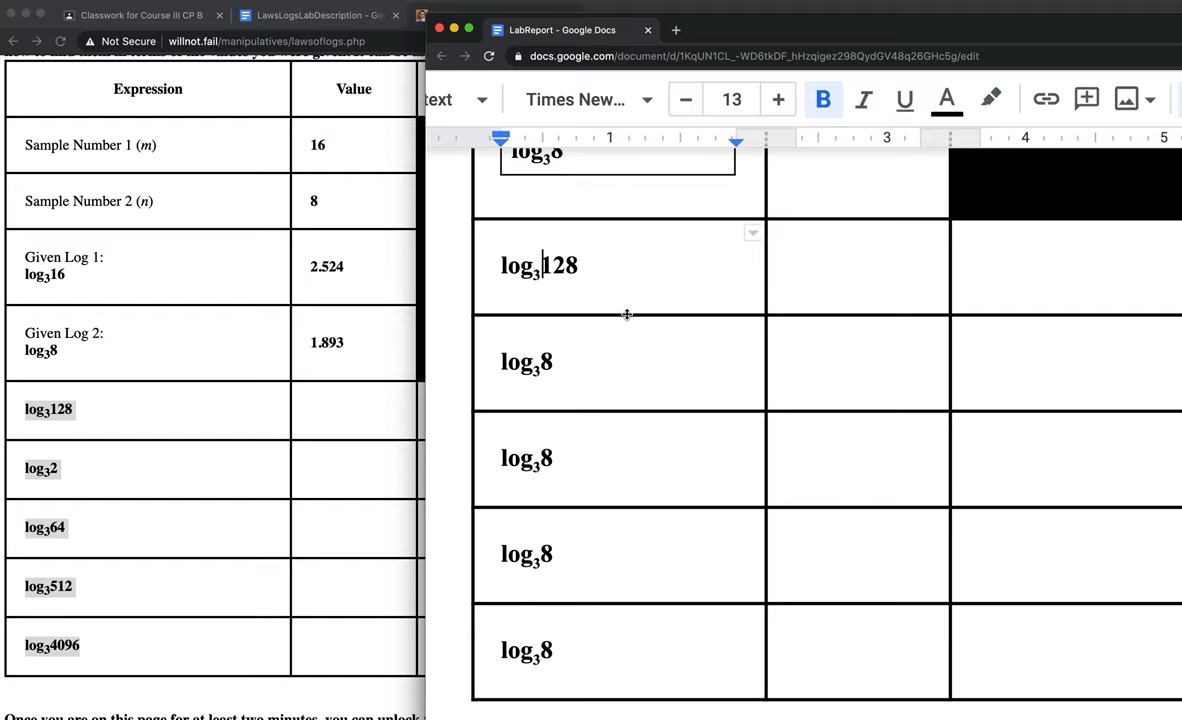 Classwork for Course III CP B
LawsLogsLabDescription - Go
Not Secure willnot.fail/manipulatives/lawsoflogs.php
Expression Value
Sample Number 1 (m) 16
Sample Number 2 (n) 8
Given Log 1:
log₃16 2.524
Given Log 2:
log₃8 1.893
log₃128
log₃2
log₃64
log₃512
log₃4096
Once you are on this page for at least two minutes, you can unlock
LabReport - Google Docs
docs.google.com/document/d/1KqUN1CL_-WD6tkDF_hHzqigez298QydGV48q26GHc5g/edit
text Times New... 13 B I U A
1 3 4 5
log₃8
log₃128
log₃8
log₃8
log₃8
log₃8